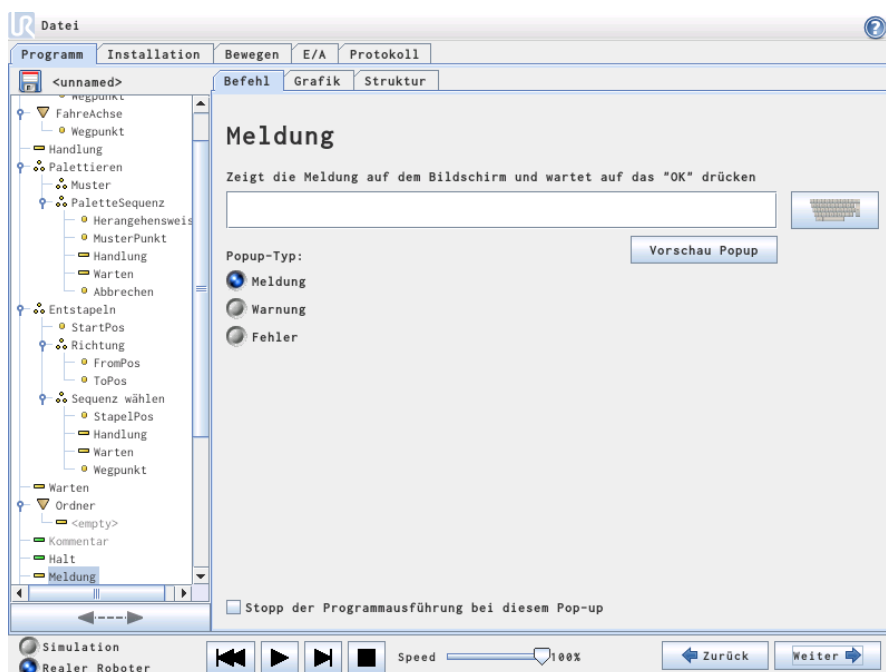 UR Datei
?
Programm Installation Bewegen E/A Protokoll
<unnamed>
Befehl Grafik Struktur
Wegpunkt
FahreAchse
Wegpunkt
Handlung
Palettieren
Muster
PaletteSequenz
Herangehensweis
MusterPunkt
Handlung
Warten
Abbrechen
Entstapeln
StartPos
Richtung
FromPos
ToPos
Sequenz wählen
StapelPos
Handlung
Warten
Wegpunkt
Warten
Ordner
<empty>
Kommentar
Halt
Meldung
Meldung
Zeigt die Meldung auf dem Bildschirm und wartet auf das "OK" drücken
Vorschau Popup
Popup-Typ:
Meldung
Warnung
Fehler
Stopp der Programmausführung bei diesem Pop-up
Simulation
Realer Roboter
Speed 100%
Zurück Weiter